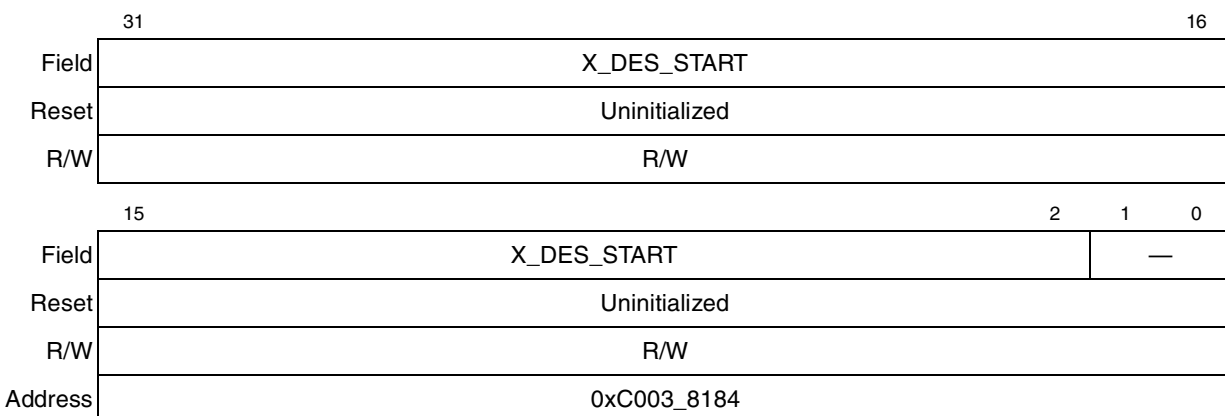 31 16
Field X_DES_START
Reset Uninitialized
R/W R/W
15 2 1 0
Field X_DES_START —
Reset Uninitialized
R/W R/W
Address 0xC003_8184